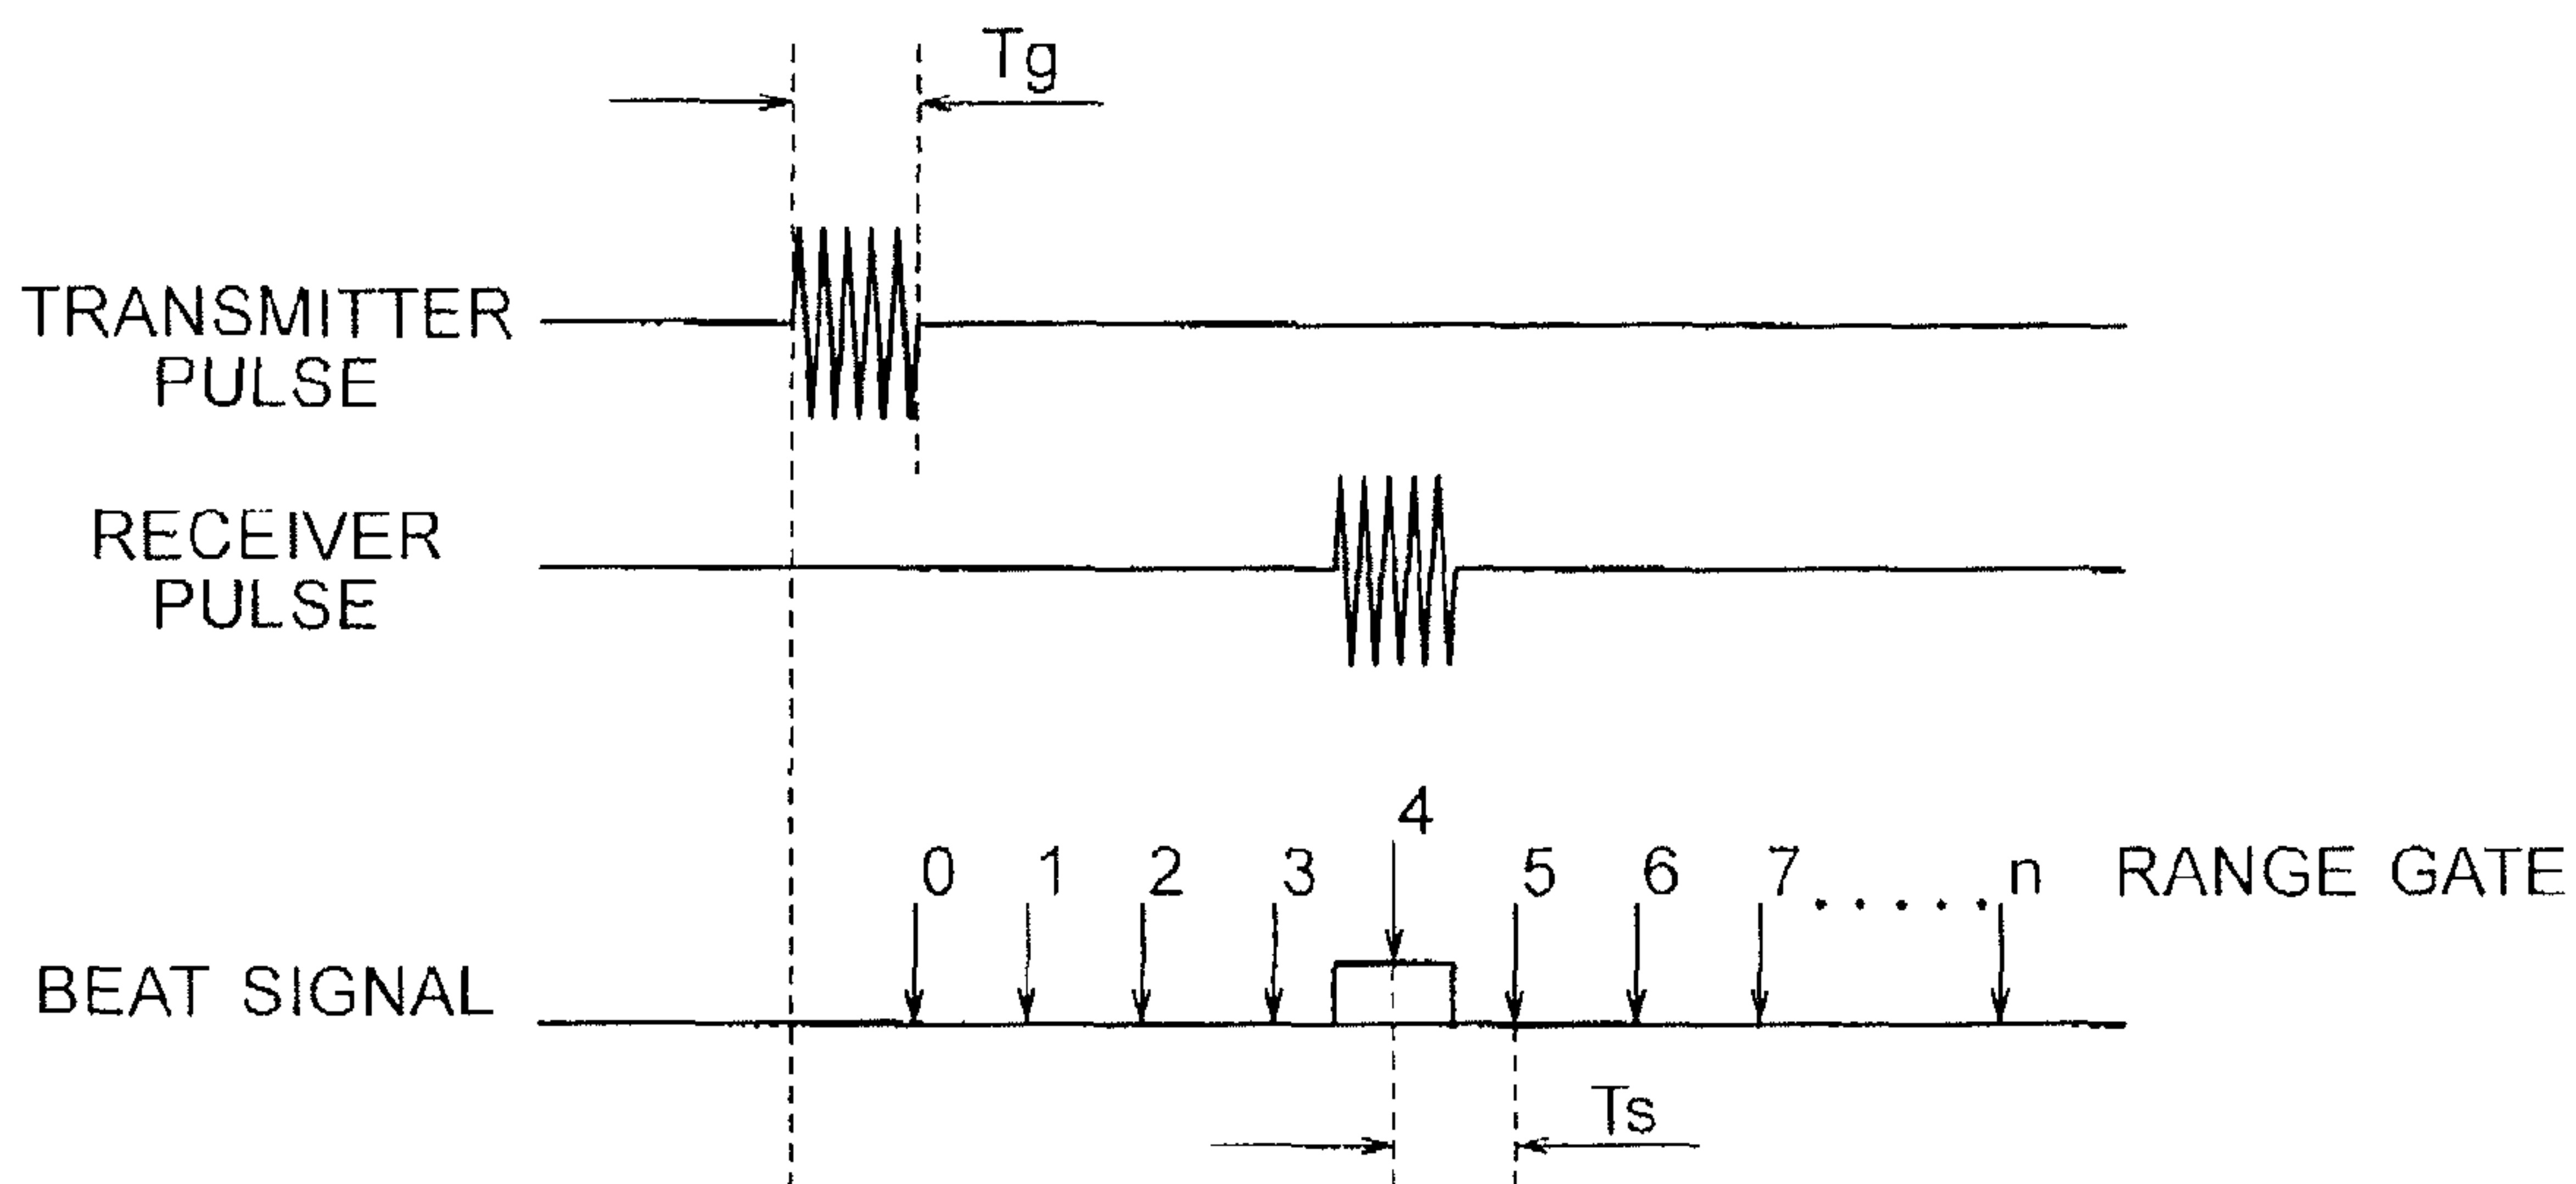 Tg
TRANSMITTER
PULSE
RECEIVER
PULSE
4
0 1 2 3 5 6 7 ..... n RANGE GATE
BEAT SIGNAL
Ts